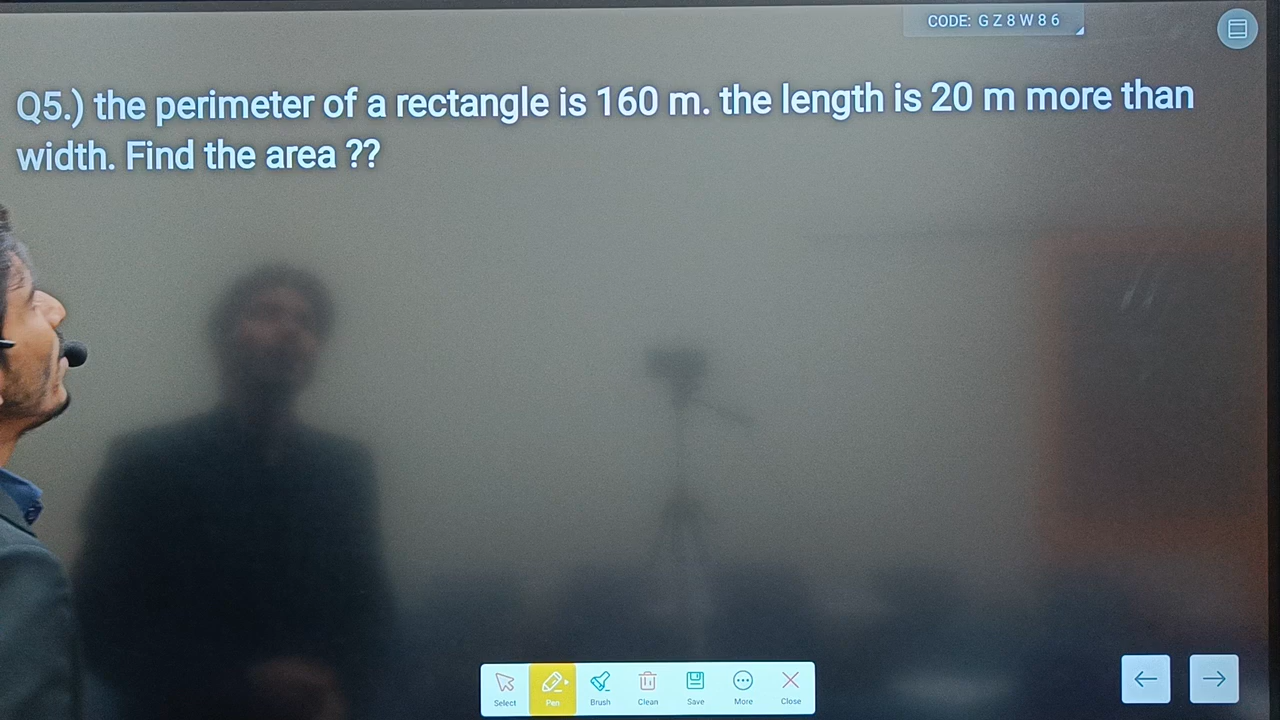 CODE: G Z 8 W 8 6
Q5.) the perimeter of a rectangle is 160 m. the length is 20 m more than
width. Find the area ??
Select Pen Brush Clean Save More Close